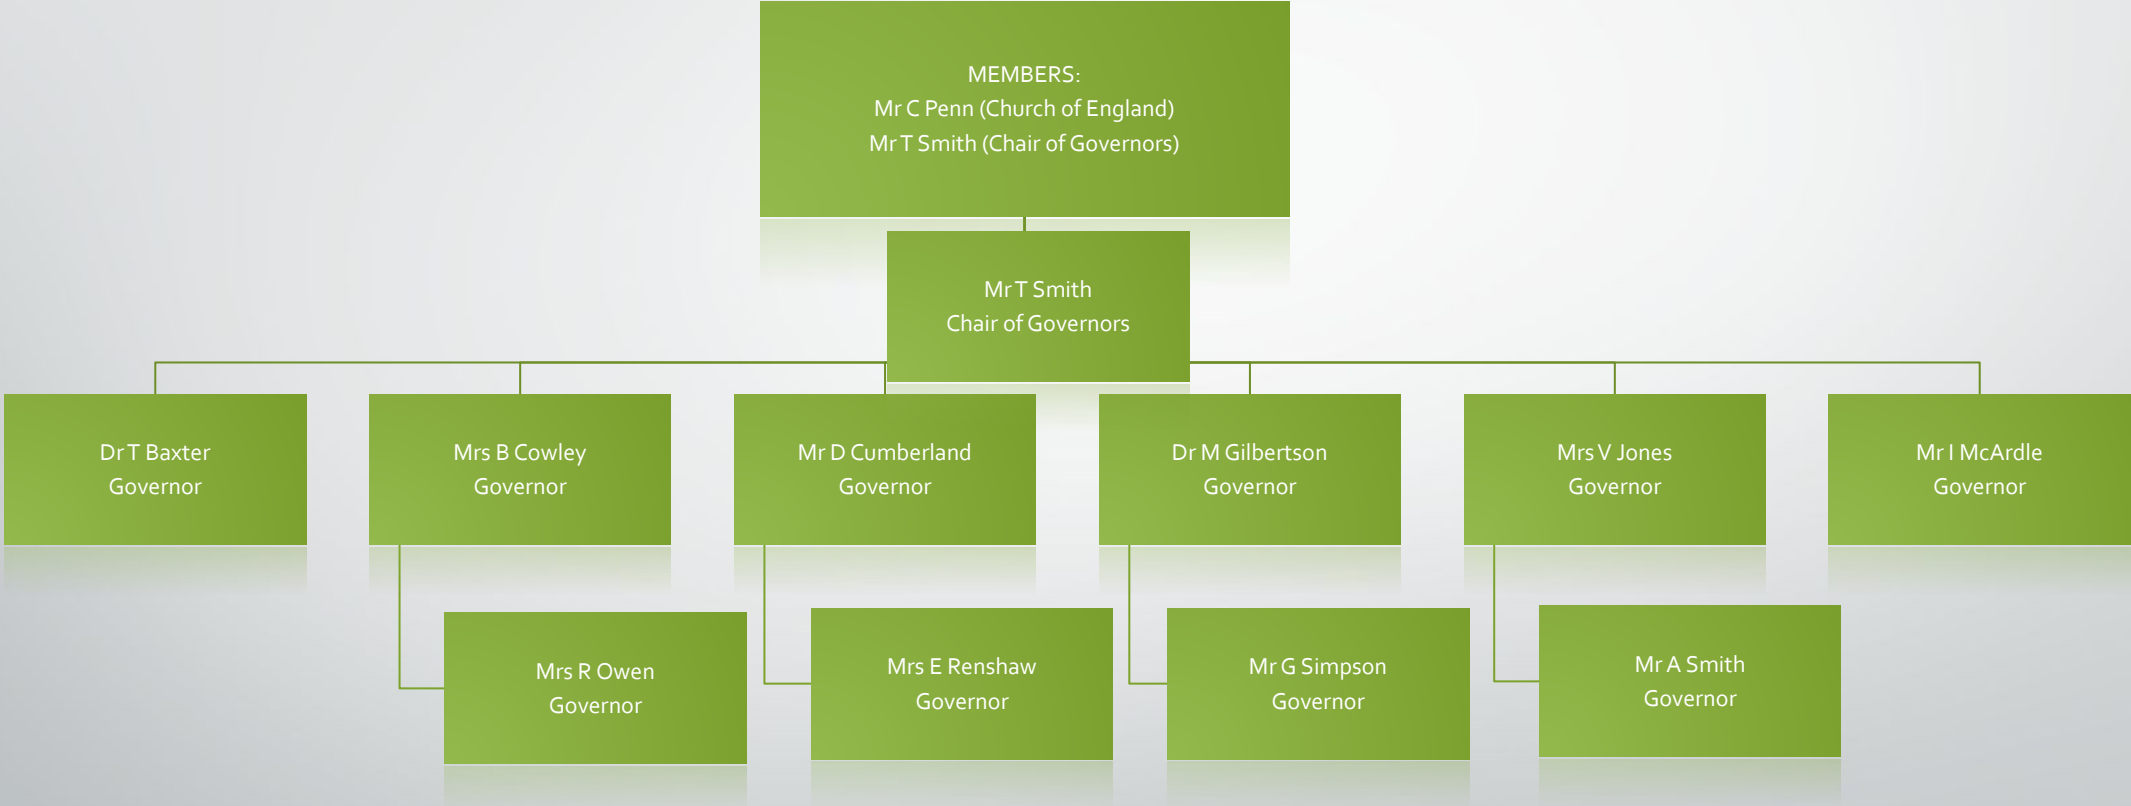 MEMBERS:
Mr C Penn (Church of England)
Mr T Smith (Chair of Governors)
Mr T Smith
Chair of Governors
Dr T Baxter
Governor
Mrs B Cowley
Governor
Mr D Cumberland
Governor
Dr M Gilbertson
Governor
Mrs V Jones
Governor
Mr I McArdle
Governor
Mrs R Owen
Governor
Mrs E Renshaw
Governor
Mr G Simpson
Governor
Mr A Smith
Governor